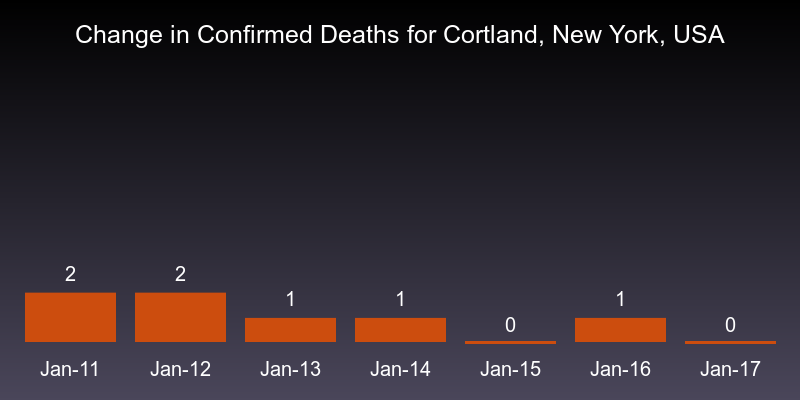 Change in Confirmed Deaths for Cortland, New York, USA
2 2 1 1 0 1 0
Jan-11 Jan-12 Jan-13 Jan-14 Jan-15 Jan-16 Jan-17